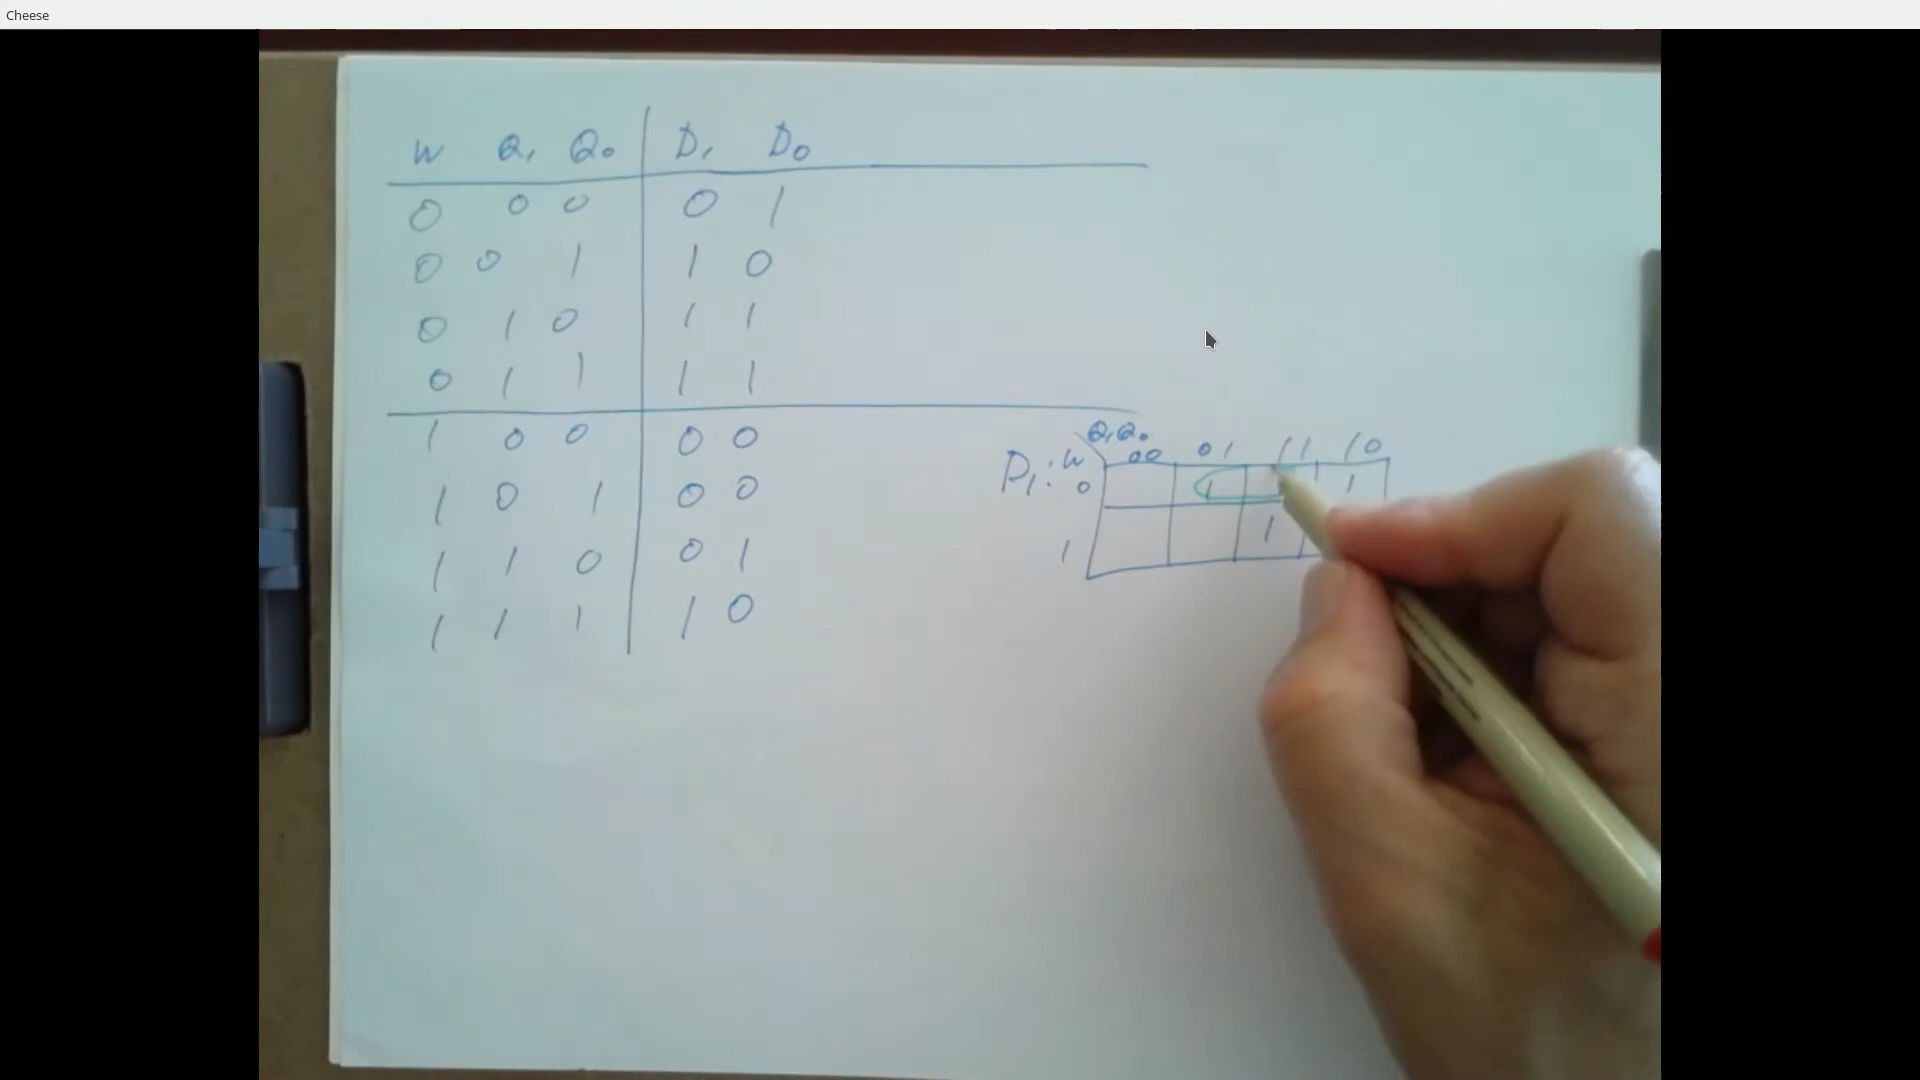 Cheese
W Q1 Q0 D1 D0
0 0 0 0 1
0 0 1 1 0
0 1 0 1 1
0 1 1 1 1
1 0 0 0 0
1 0 1 0 0
1 1 0 0 1
1 1 1 1 0
Q1Q0
D1: W 00 01 11 10
0 1 1
1 1